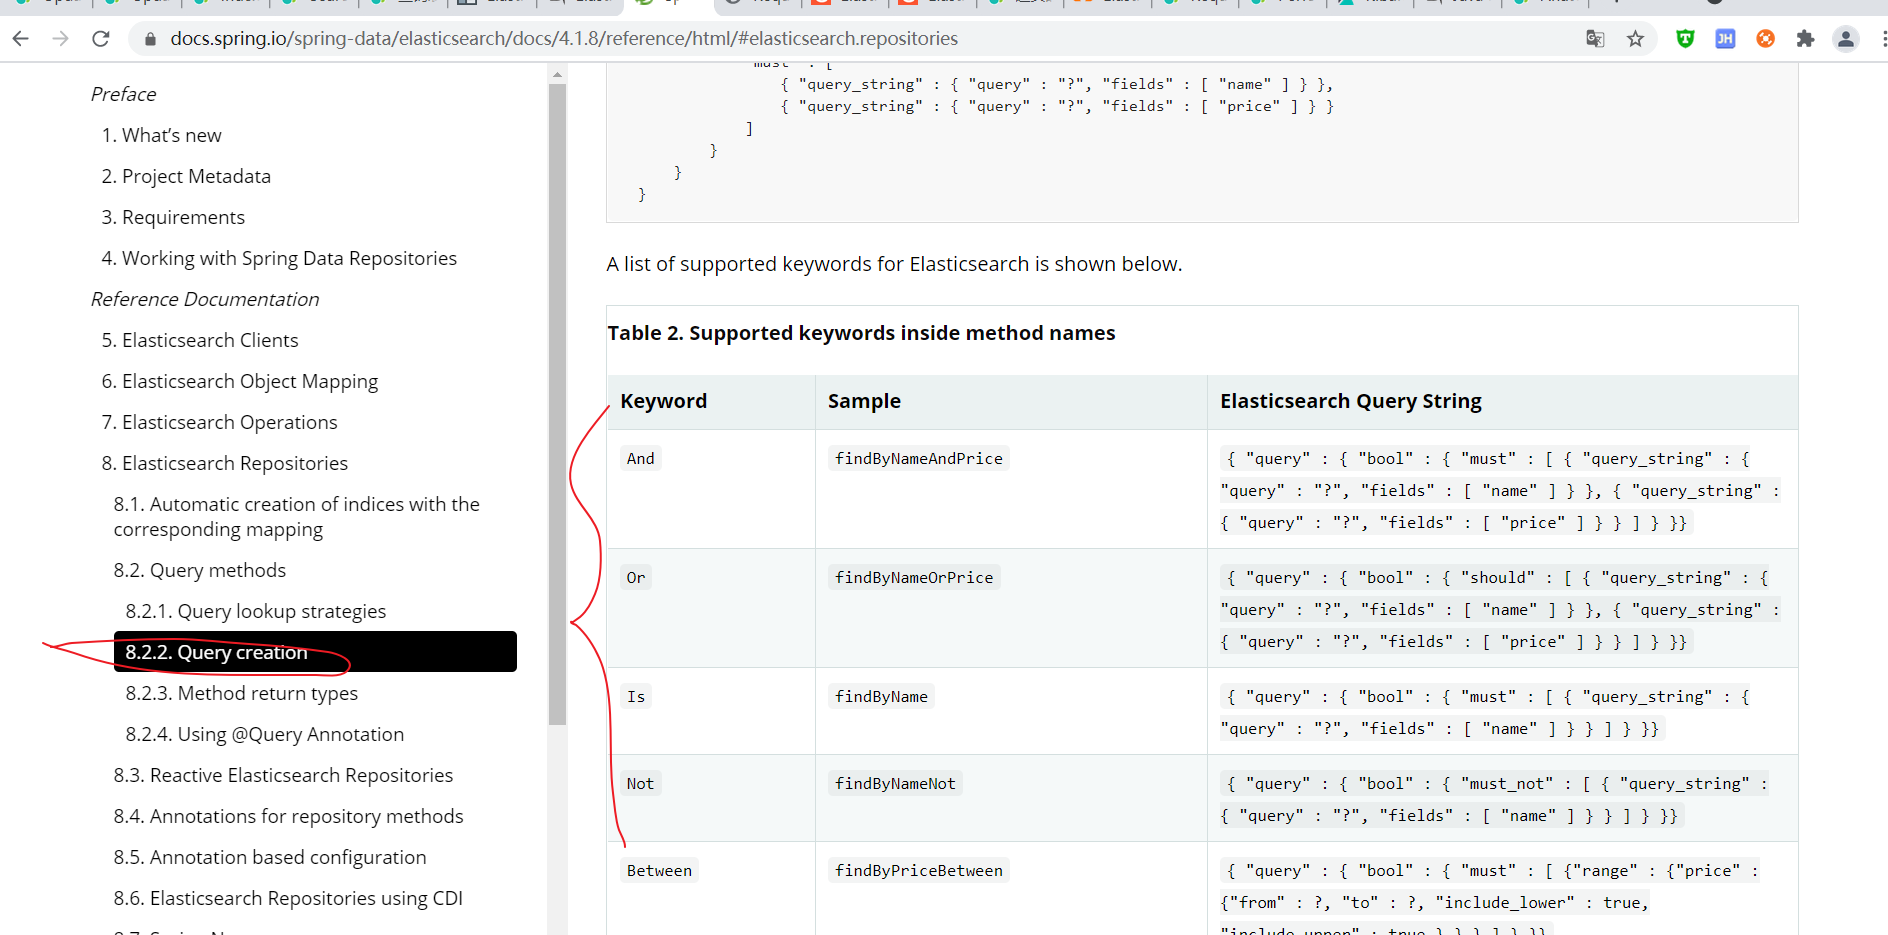 docs.spring.io/spring-data/elasticsearch/docs/4.1.8/reference/html/#elasticsearch.repositories
Preface
1. What's new
2. Project Metadata
3. Requirements
4. Working with Spring Data Repositories
Reference Documentation
5. Elasticsearch Clients
6. Elasticsearch Object Mapping
7. Elasticsearch Operations
8. Elasticsearch Repositories
8.1. Automatic creation of indices with the
corresponding mapping
8.2. Query methods
8.2.1. Query lookup strategies
8.2.2. Query creation
8.2.3. Method return types
8.2.4. Using @Query Annotation
8.3. Reactive Elasticsearch Repositories
8.4. Annotations for repository methods
8.5. Annotation based configuration
8.6. Elasticsearch Repositories using CDI
"must" : [
{ "query_string" : { "query" : "?", "fields" : [ "name" ] } },
{ "query_string" : { "query" : "?", "fields" : [ "price" ] } }
]
}
}
}
A list of supported keywords for Elasticsearch is shown below.
Table 2. Supported keywords inside method names
Keyword Sample Elasticsearch Query String
And findByNameAndPrice { "query" : { "bool" : { "must" : [ { "query_string" : {
"query" : "?", "fields" : [ "name" ] } }, { "query_string" :
{ "query" : "?", "fields" : [ "price" ] } } ] } }}
Or findByNameOrPrice { "query" : { "bool" : { "should" : [ { "query_string" : {
"query" : "?", "fields" : [ "name" ] } }, { "query_string" :
{ "query" : "?", "fields" : [ "price" ] } } ] } }}
Is findByName { "query" : { "bool" : { "must" : [ { "query_string" : {
"query" : "?", "fields" : [ "name" ] } } ] } }}
Not findByNameNot { "query" : { "bool" : { "must_not" : [ { "query_string" :
{ "query" : "?", "fields" : [ "name" ] } } ] } }}
Between findByPriceBetween { "query" : { "bool" : { "must" : [ {"range" : {"price" :
{"from" : ?, "to" : ?, "include_lower" : true,
"include_upper" : true } } } ] } }}